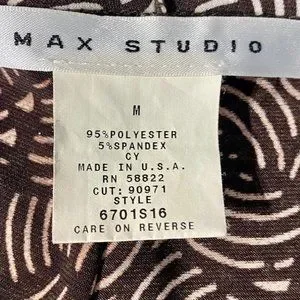 MAX STUDIO
M
95%POLYESTER
5%SPANDEX
CY
MADE IN U.S.A.
RN 58822
CUT: 90971
STYLE
6701S16
CARE ON REVERSE